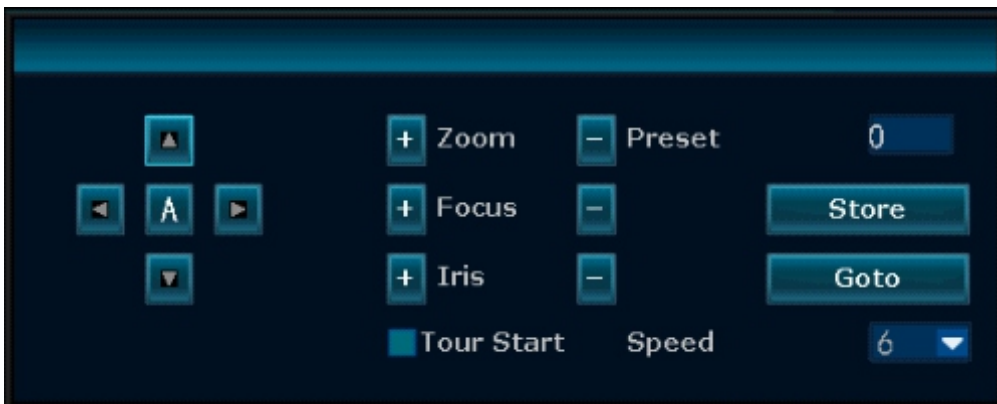 + Zoom − Preset 0
A + Focus − Store
+ Iris − Goto
Tour Start Speed 6